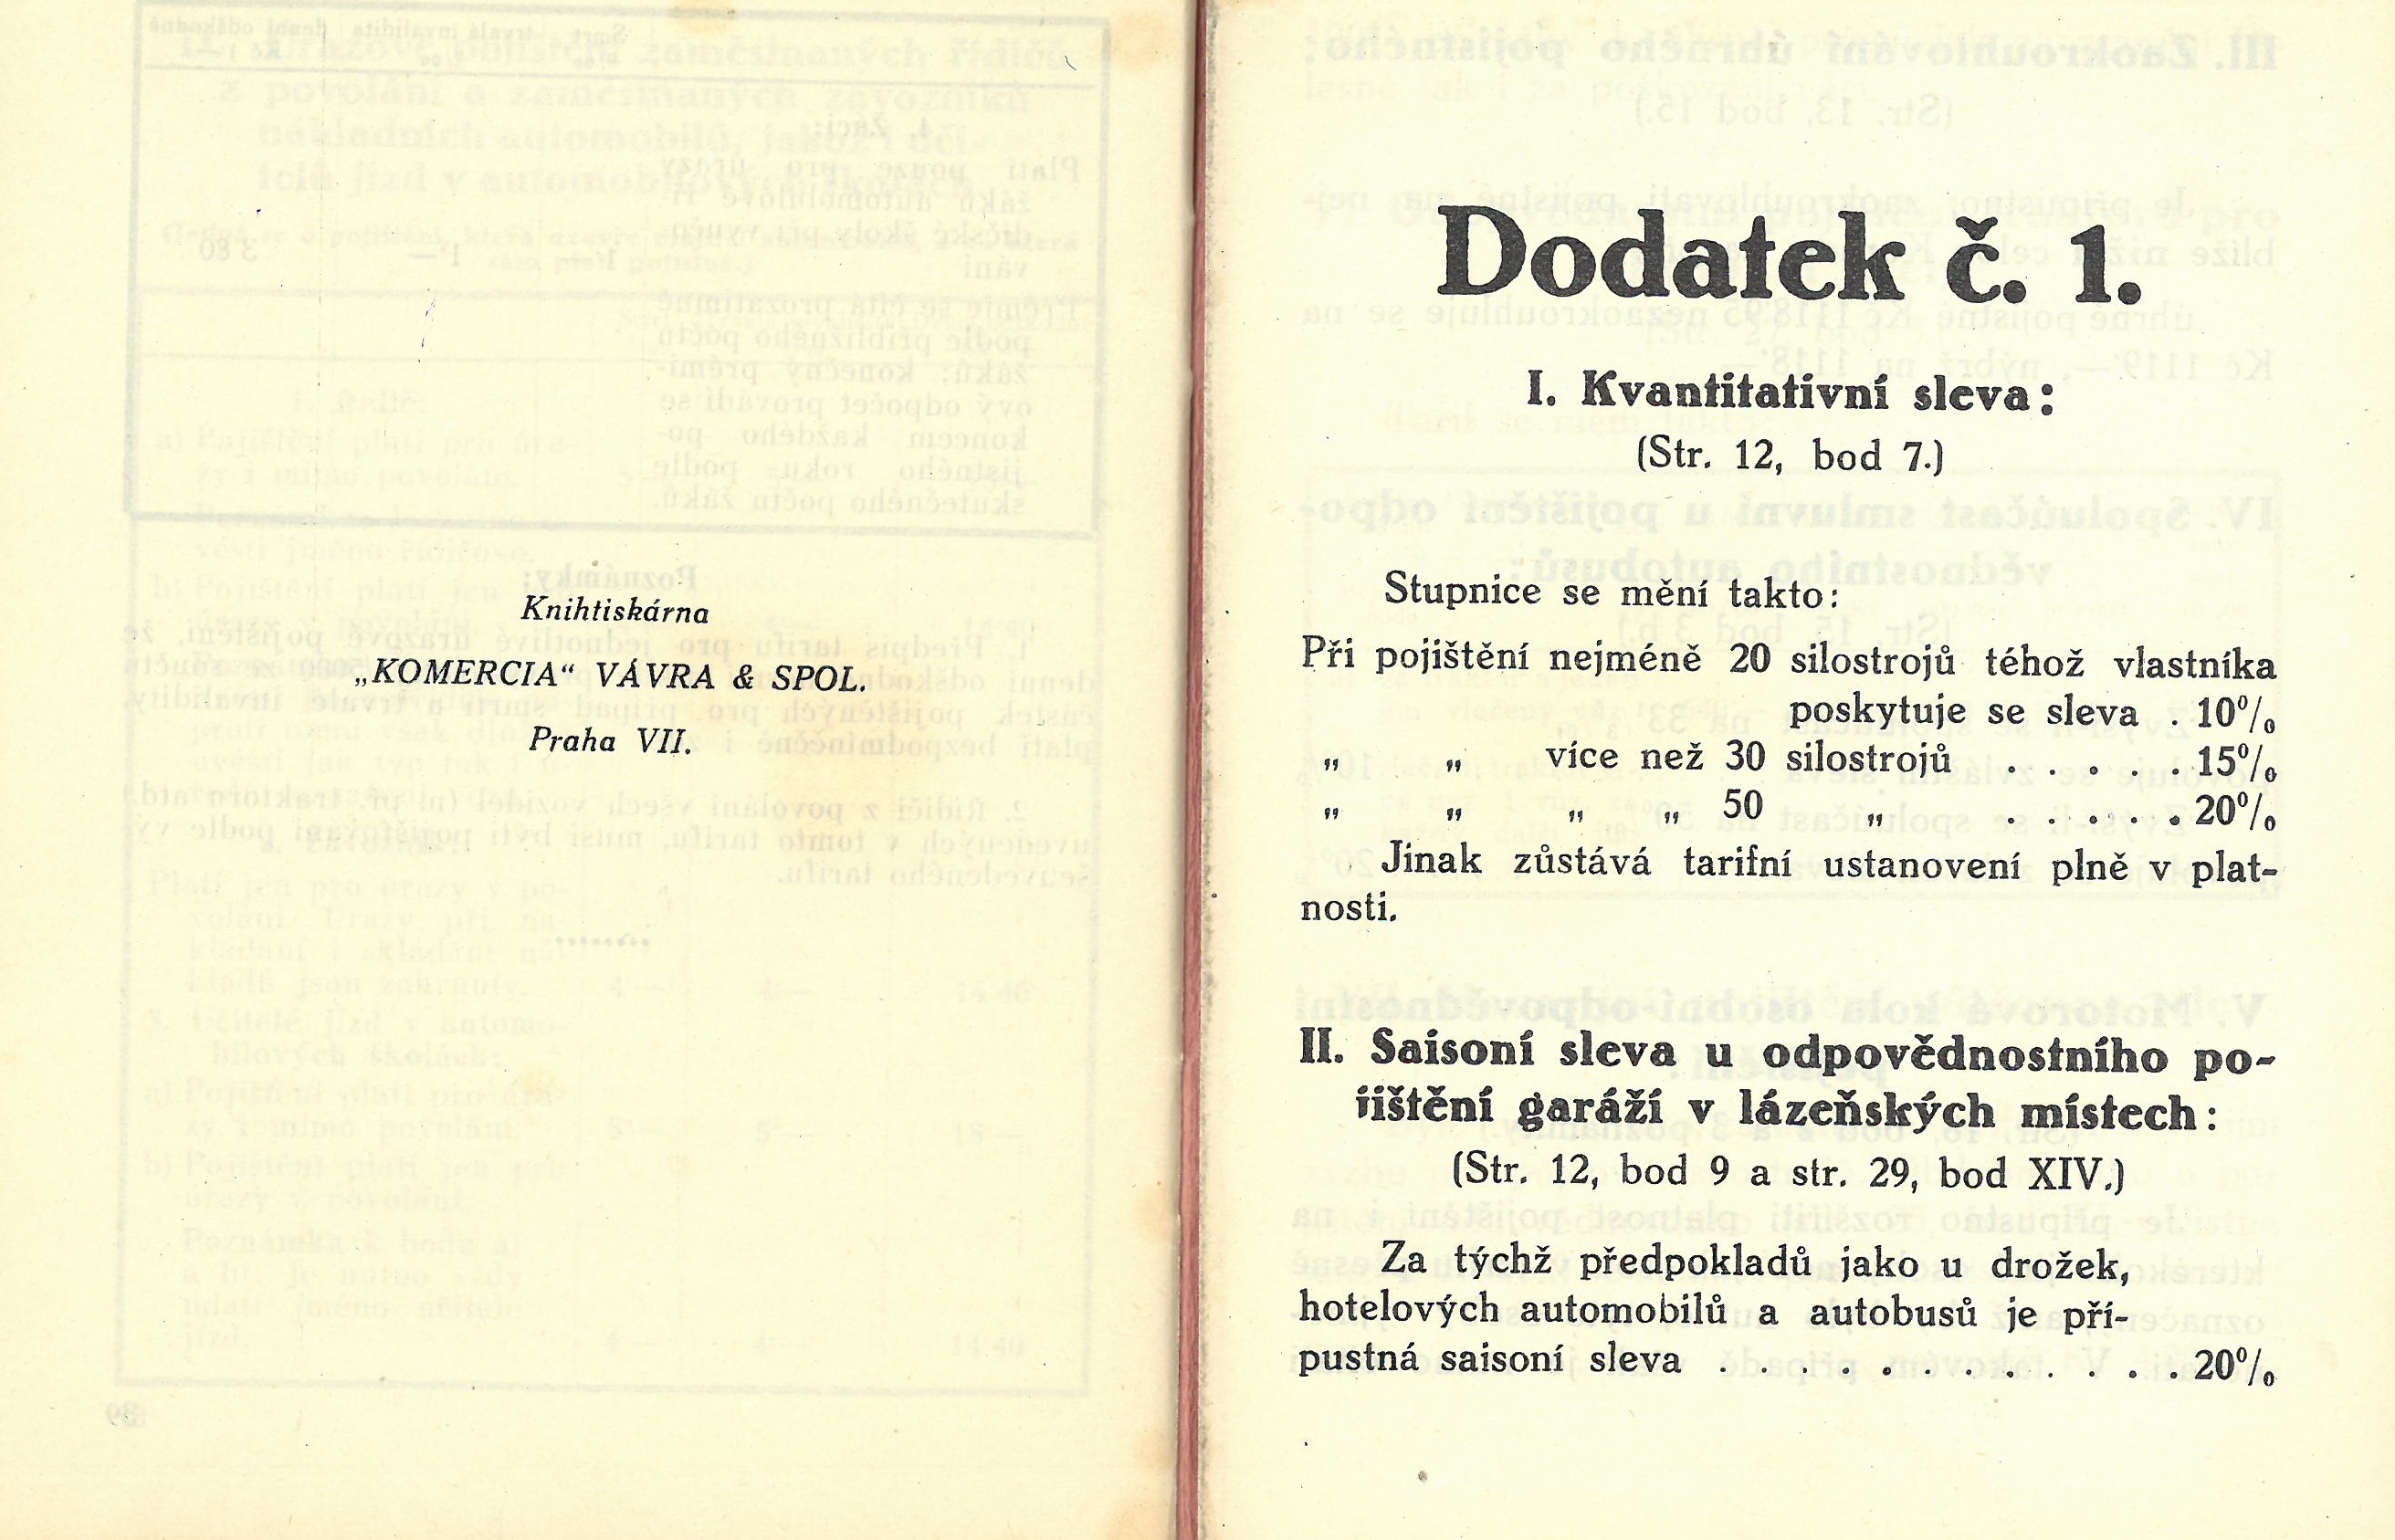 Knihtiskárna
„KOMERCIA“ VÁVRA & SPOL.
Praha VII.
Dodatek č. 1.
I. Kvantitativní sleva:
(Str. 12, bod 7.)
Stupnice se mění takto:
Při pojištění nejméně 20 silostrojů téhož vlastníka
poskytuje se sleva . 10%
„ „ více než 30 silostrojů . . . . . 15%
„ „ „ „ 50 „ . . . . . 20%
Jinak zůstává tarifní ustanovení plně v plat-
nosti.
II. Saisoní sleva u odpovědnostního po-
jištění garáží v lázeňských místech:
(Str. 12, bod 9 a str. 29, bod XIV.)
Za týchž předpokladů jako u drožek,
hotelových automobilů a autobusů je pří-
pustná saisoní sleva . . . . . . . . . . . . 20%